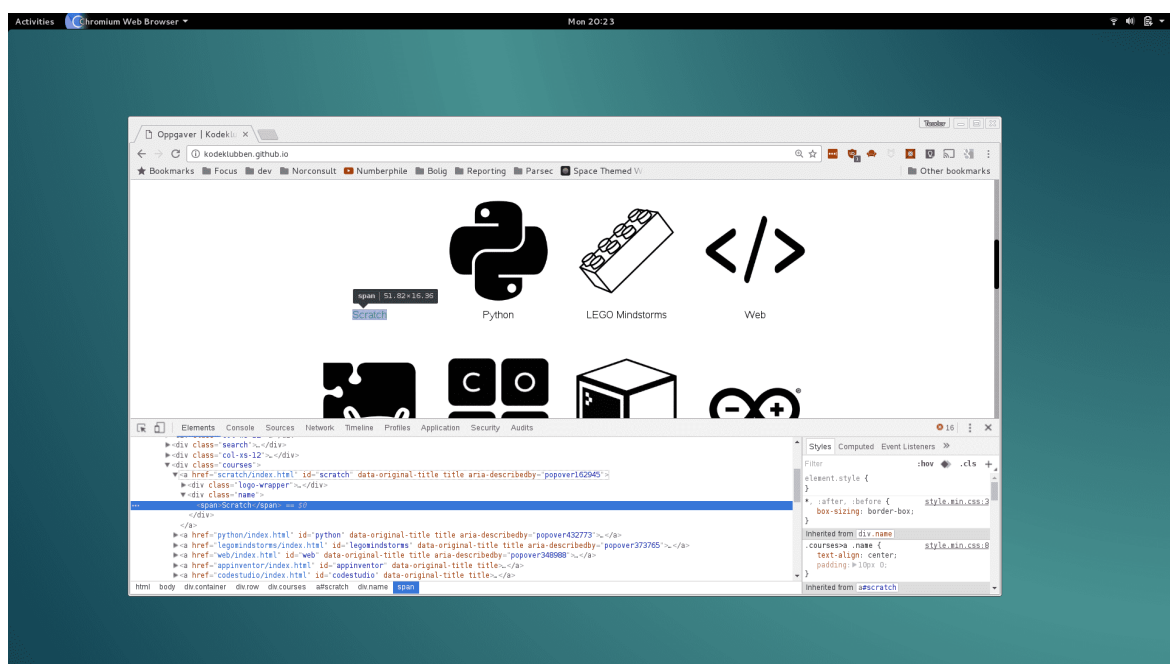 Activities Chromium Web Browser Mon 20:23
Oppgaver | Kodeklu
kodeklubben.github.io
Bookmarks Focus dev Norconsult Numberphile Bolig Reporting Parsec Space Themed W Other bookmarks
span | 51.82×16.36
Scratch Python LEGO Mindstorms Web
C O
Elements Console Sources Network Timeline Profiles Application Security Audits 16
▶<div class="search">…</div>
▶<div class="col-xs-12">…</div>
▼<div class="courses">
▼<a href="scratch/index.html" id="scratch" data-original-title title aria-describedby="popover162945">
▶<div class="logo-wrapper">…</div>
▼<div class="name">
<span>Scratch</span> == $0
</div>
</a>
▶<a href="python/index.html" id="python" data-original-title title aria-describedby="popover432773">…</a>
▶<a href="legomindstorms/index.html" id="legomindstorms" data-original-title title aria-describedby="popover373765">…</a>
▶<a href="web/index.html" id="web" data-original-title title aria-describedby="popover348988">…</a>
▶<a href="appinventor/index.html" id="appinventor" data-original-title title>…</a>
▶<a href="codestudio/index.html" id="codestudio" data-original-title title>…</a>
html body div.container div.row div.courses a#scratch div.name span
Styles Computed Event Listeners »
Filter :hov .cls +
element.style {
}
*, :after, :before { style.min.css:3
box-sizing: border-box;
}
Inherited from div.name
.courses>a .name { style.min.css:8
text-align: center;
padding:▶10px 0;
}
Inherited from a#scratch